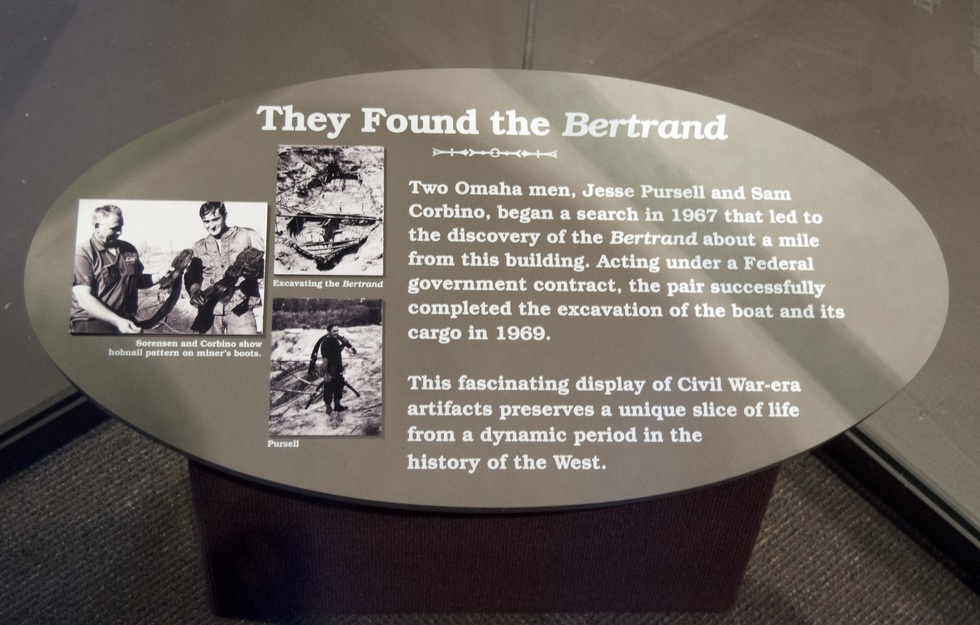 They Found the Bertrand
Two Omaha men, Jesse Pursell and Sam
Corbino, began a search in 1967 that led to
the discovery of the Bertrand about a mile
from this building. Acting under a Federal
government contract, the pair successfully
completed the excavation of the boat and its
cargo in 1969.
This fascinating display of Civil War-era
artifacts preserves a unique slice of life
from a dynamic period in the
history of the West.
Excavating the Bertrand
Sorensen and Corbino show
hobnail pattern on miner's boots.
Pursell